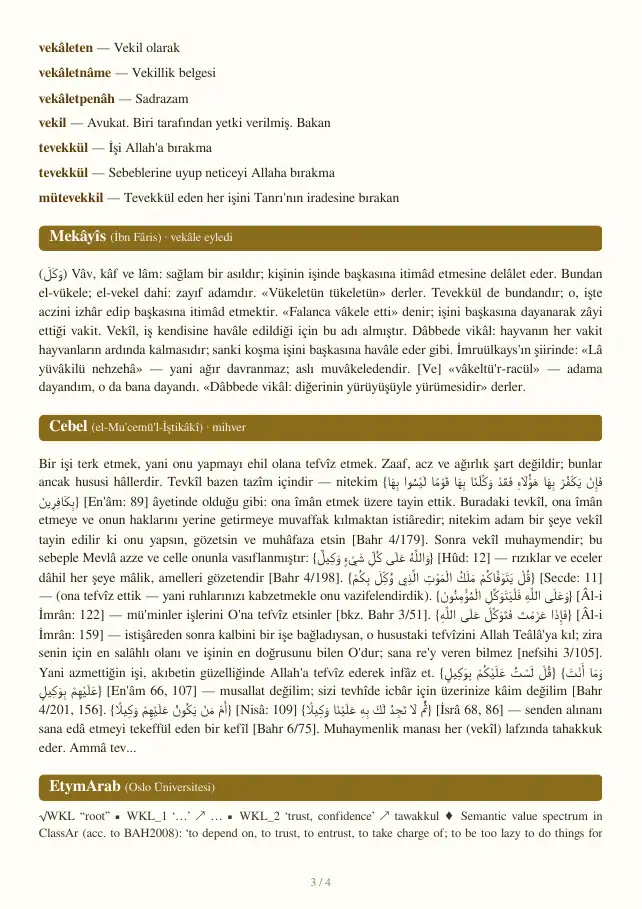 vekâleten — Vekil olarak
vekâletnâme — Vekillik belgesi
vekâletpenâh — Sadrazam
vekil — Avukat. Biri tarafından yetki verilmiş. Bakan
tevekkül — İşi Allah'a bırakma
tevekkül — Sebeblerine uyup neticeyi Allaha bırakma
mütevekkil — Tevekkül eden her işini Tanrı'nın iradesine bırakan
Mekâyîs (İbn Fâris) · vekâle eyledi
(وَكَلَ) Vâv, kâf ve lâm: sağlam bir asıldır; kişinin işinde başkasına itimâd etmesine delâlet eder. Bundan
el-vükele; el-vekel dahi: zayıf adamdır. «Vükeletün tükeletün» derler. Tevekkül de bundandır; o, işte
aczini izhâr edip başkasına itimâd etmektir. «Falanca vâkele etti» denir; işini başkasına dayanarak zâyi
ettiği vakit. Vekîl, iş kendisine havâle edildiği için bu adı almıştır. Dâbbede vikâl: hayvanın her vakit
hayvanların ardında kalmasıdır; sanki koşma işini başkasına havâle eder gibi. İmruülkays'ın şiirinde: «Lâ
yüvâkilü nehzehâ» — yani ağır davranmaz; aslı muvâkeledendir. [Ve] «vâkeltü'r-racül» — adama
dayandım, o da bana dayandı. «Dâbbede vikâl: diğerinin yürüyüşüyle yürümesidir» derler.
Cebel (el-Mu'cemü'l-İştikâkî) · mihver
Bir işi terk etmek, yani onu yapmayı ehil olana tefvîz etmek. Zaaf, acz ve ağırlık şart değildir; bunlar
ancak hususi hâllerdir. Tevkîl bazen tazîm içindir — nitekim {فَإِنْ يَكْفُرْ بِهَا هَؤُلَاءِ فَقَدْ وَكَّلْنَا بِهَا قَوْمًا لَيْسُوا بِهَا
بِكَافِرِينَ} [En'âm: 89] âyetinde olduğu gibi: ona îmân etmek üzere tayin ettik. Buradaki tevkîl, ona îmân
etmeye ve onun haklarını yerine getirmeye muvaffak kılmaktan istiâredir; nitekim adam bir şeye vekîl
tayin edilir ki onu yapsın, gözetsin ve muhâfaza etsin [Bahr 4/179]. Sonra vekîl muhaymendir; bu
sebeple Mevlâ azze ve celle onunla vasıflanmıştır: {وَاللَّهُ عَلَى كُلِّ شَيْءٍ وَكِيلٌ} [Hûd: 12] — rızıklar ve eceler
dâhil her şeye mâlik, amelleri gözetendir [Bahr 4/198]. {قُلْ يَتَوَفَّاكُمْ مَلَكُ الْمَوْتِ الَّذِي وُكِّلَ بِكُمْ} [Secde: 11]
— (ona tefvîz ettik — yani ruhlarınızı kabzetmekle onu vazifelendirdik). {وَعَلَى اللَّهِ فَلْيَتَوَكَّلِ الْمُؤْمِنُونَ} [Âl-i
İmrân: 122] — mü'minler işlerini O'na tefvîz etsinler [bkz. Bahr 3/51]. {فَإِذَا عَزَمْتَ فَتَوَكَّلْ عَلَى اللَّهِ} [Âl-i
İmrân: 159] — istişâreden sonra kalbini bir işe bağladıysan, o husustaki tefvîzini Allah Teâlâ'ya kıl; zira
senin için en salâhlı olanı ve işinin en doğrusunu bilen O'dur; sana re'y veren bilmez [nefsihi 3/105].
Yani azmettiğin işi, akıbetin güzelliğinde Allah'a tefvîz ederek infâz et. {قُلْ لَسْتُ عَلَيْكُمْ بِوَكِيلٍ} {وَمَا أَنْتَ
عَلَيْهِمْ بِوَكِيلٍ} [En'âm 66, 107] — musallat değilim; sizi tevhîde icbâr için üzerinize kâim değilim [Bahr
4/201, 156]. {أَمْ مَنْ يَكُونُ عَلَيْهِمْ وَكِيلًا} [Nisâ: 109] {ثُمَّ لَا تَجِدُ لَكَ بِهِ عَلَيْنَا وَكِيلًا} [İsrâ 68, 86] — senden alınanı
sana edâ etmeyi tekeffül eden bir kefîl [Bahr 6/75]. Muhaymenlik manası her (vekîl) lafzında tahakkuk
eder. Ammâ tev...
EtymArab (Oslo Üniversitesi)
√WKL “root” ▪ WKL_1 ‘…’ ↗ … ▪ WKL_2 ‘trust, confidence’ ↗ tawakkul ♦ Semantic value spectrum in
ClassAr (acc. to BAH2008): ‘to depend on, to trust, to entrust, to take charge of; to be too lazy to do things for
3 / 4